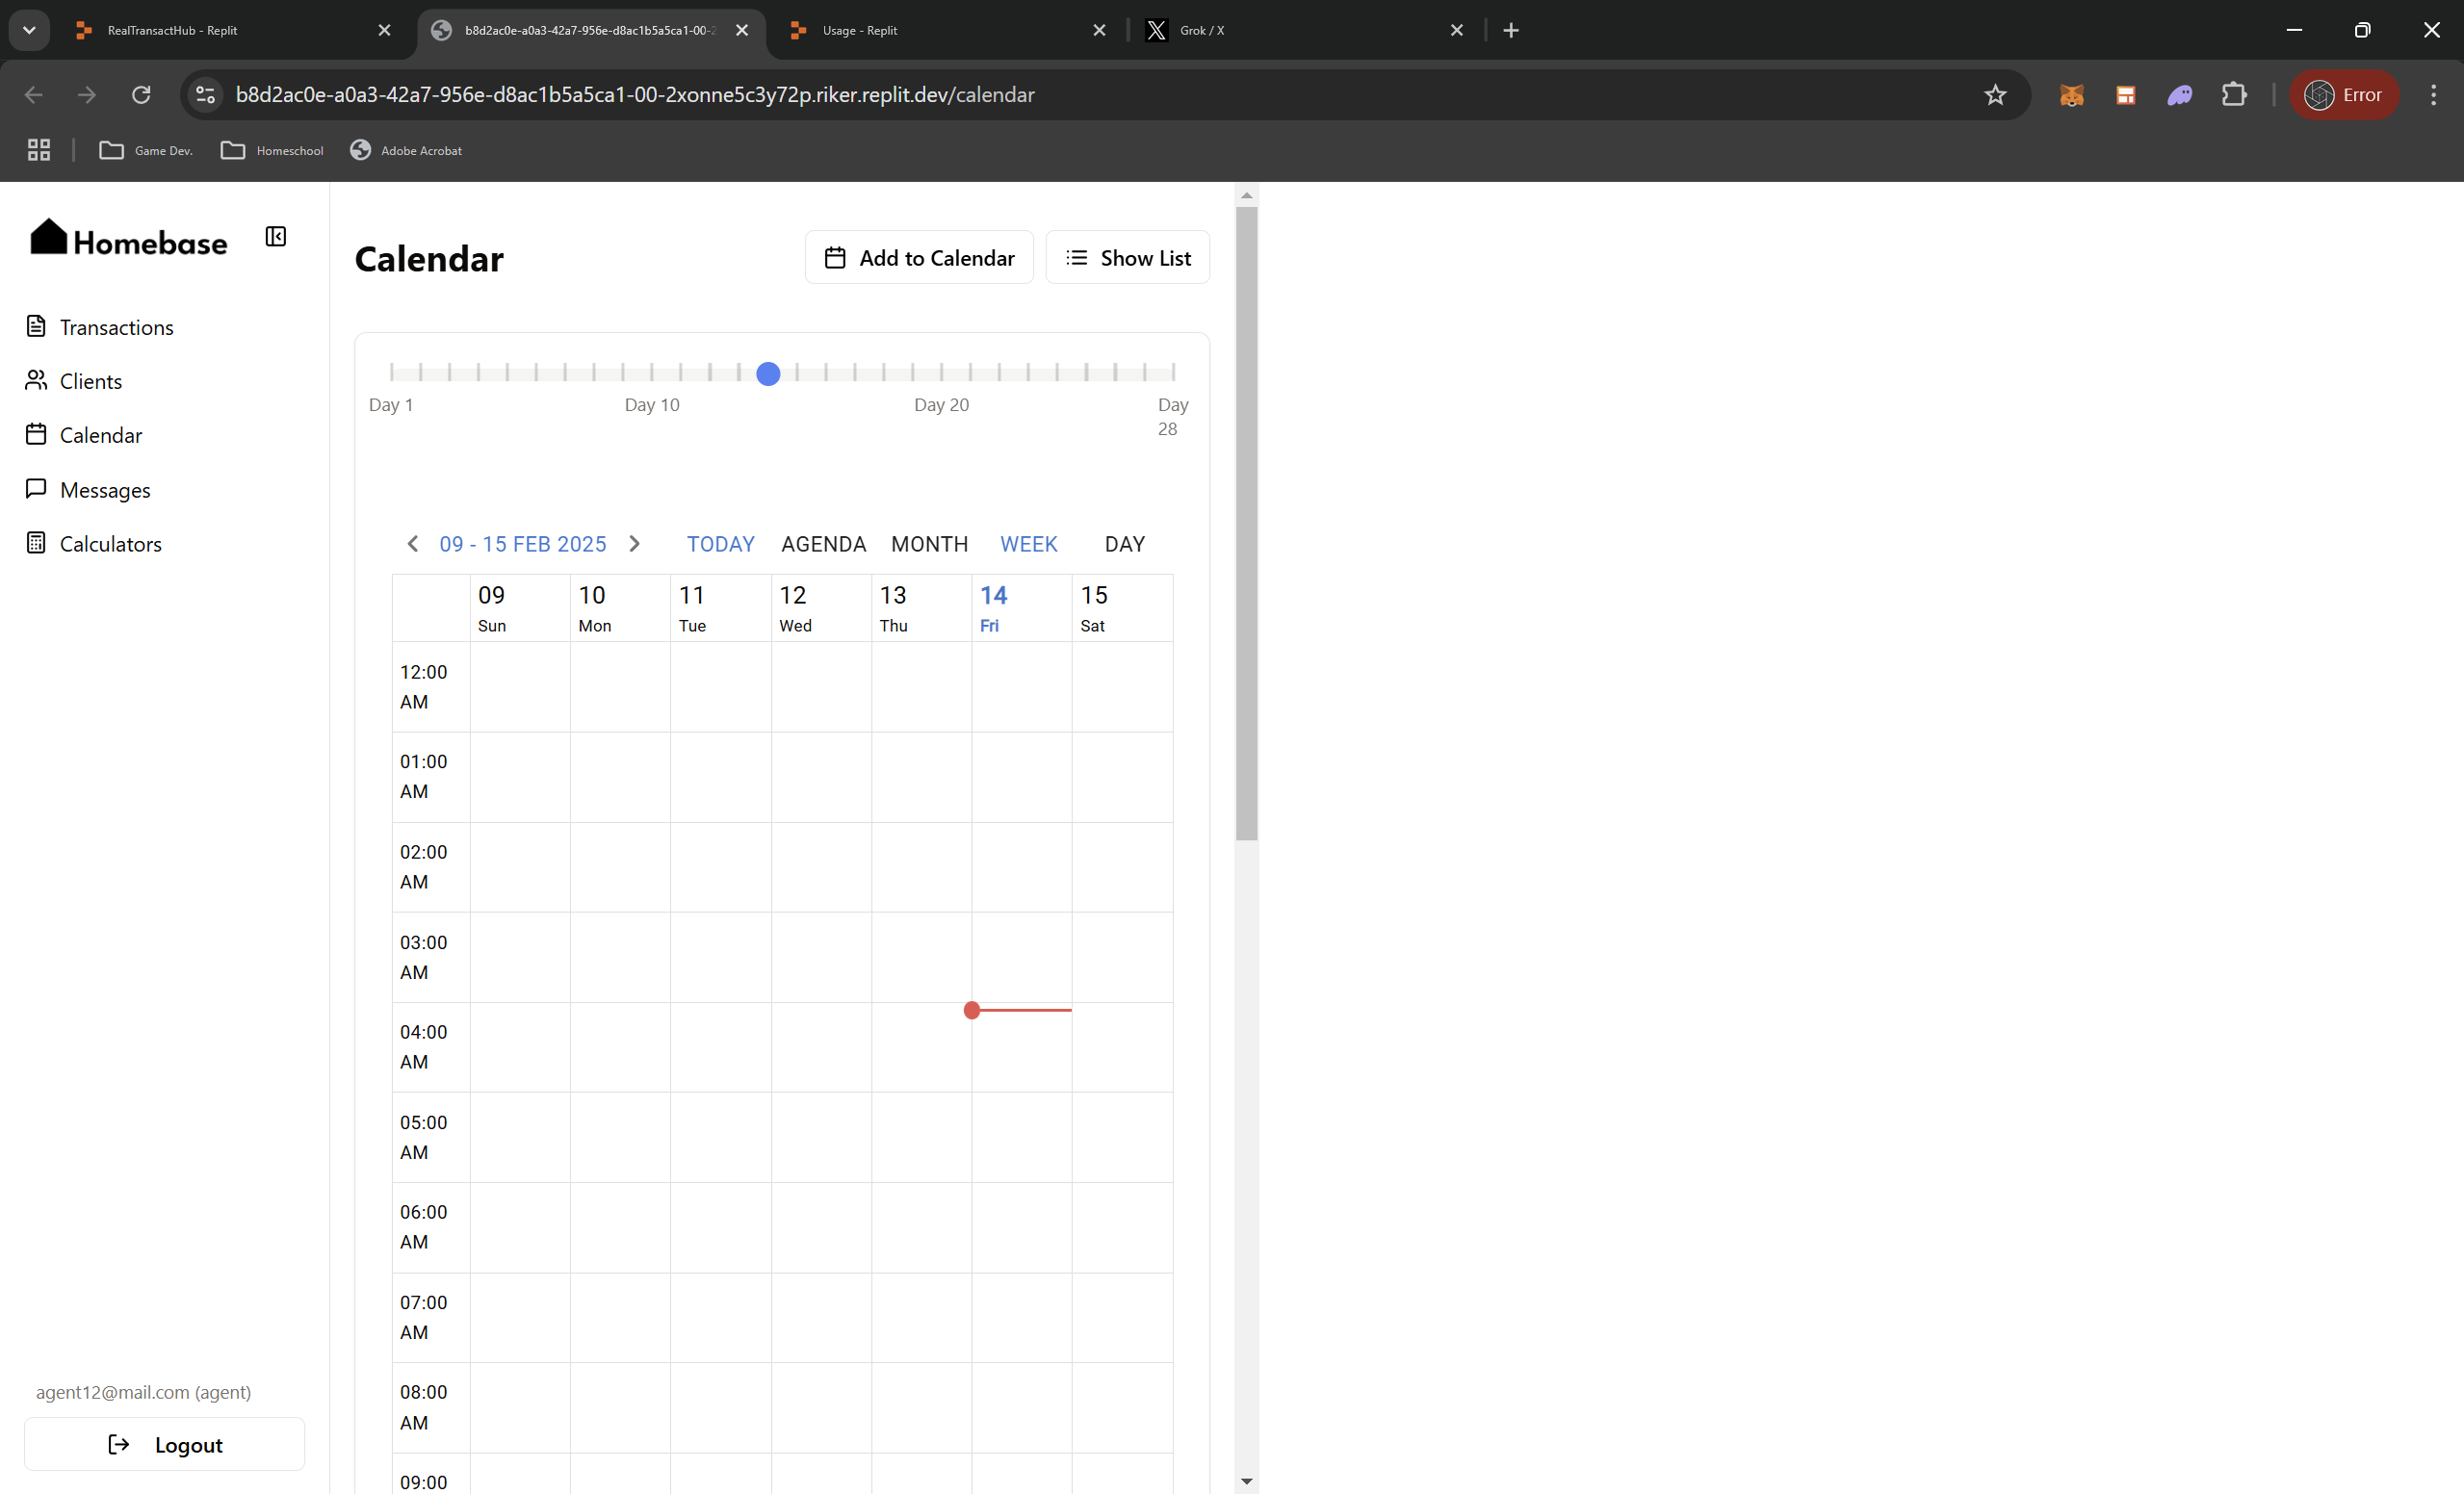 RealTransactHub - Replit
b8d2ac0e-a0a3-42a7-956e-d8ac1b5a5ca1-00-2
Usage - Replit
Grok / X
b8d2ac0e-a0a3-42a7-956e-d8ac1b5a5ca1-00-2xonne5c3y72p.riker.replit.dev/calendar
Error
Game Dev.
Homeschool
Adobe Acrobat
Homebase
Transactions
Clients
Calendar
Messages
Calculators
agent12@mail.com (agent)
Logout
Calendar
Add to Calendar
Show List
Day 1
Day 10
Day 20
Day
28
09 - 15 FEB 2025
TODAY
AGENDA
MONTH
WEEK
DAY
09 10 11 12 13 14 15
Sun Mon Tue Wed Thu Fri Sat
12:00
AM
01:00
AM
02:00
AM
03:00
AM
04:00
AM
05:00
AM
06:00
AM
07:00
AM
08:00
AM
09:00